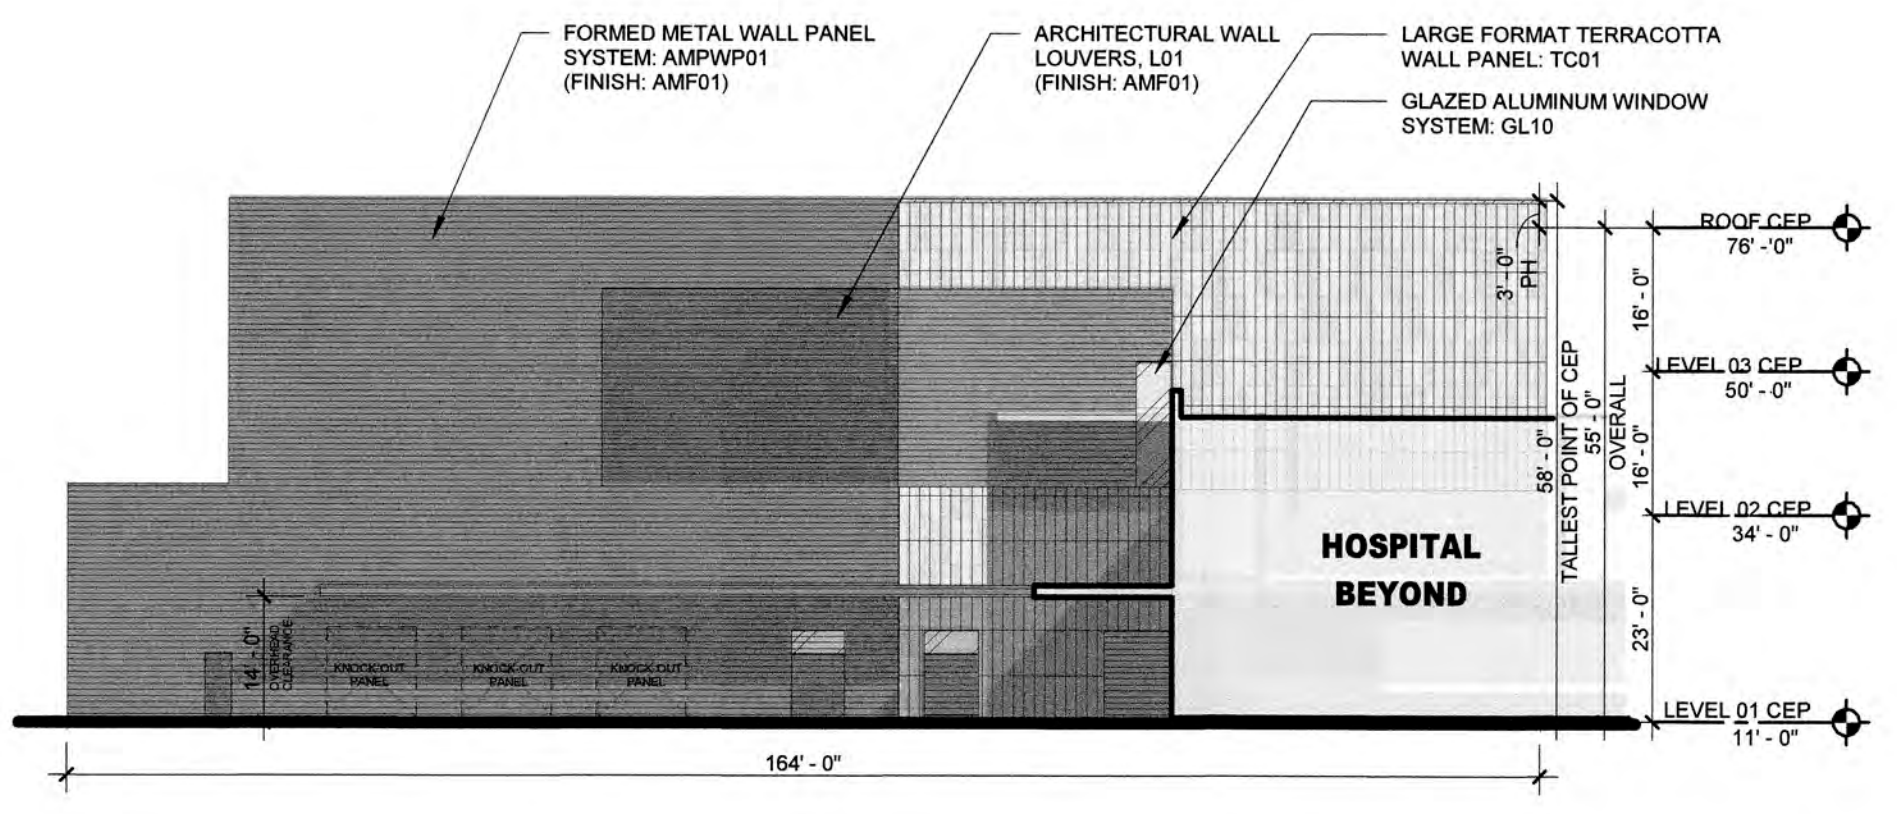 FORMED METAL WALL PANEL
SYSTEM: AMPWP01
(FINISH: AMF01)
ARCHITECTURAL WALL
LOUVERS, L01
(FINISH: AMF01)
LARGE FORMAT TERRACOTTA
WALL PANEL: TC01
GLAZED ALUMINUM WINDOW
SYSTEM: GL10
ROOF CEP
76' -'0"
3' - 0"
PH
16' - 0"
LEVEL 03 CEP
50' - 0"
58' - 0"
TALLEST POINT OF CEP
55' - 0"
OVERALL
16' - 0"
LEVEL 02 CEP
34' - 0"
HOSPITAL
BEYOND
23' - 0"
14' - 0"
OVERHEAD
CLEARANCE
KNOCK-OUT
PANEL
KNOCK-OUT
PANEL
KNOCK-OUT
PANEL
LEVEL 01 CEP
11' - 0"
164' - 0"